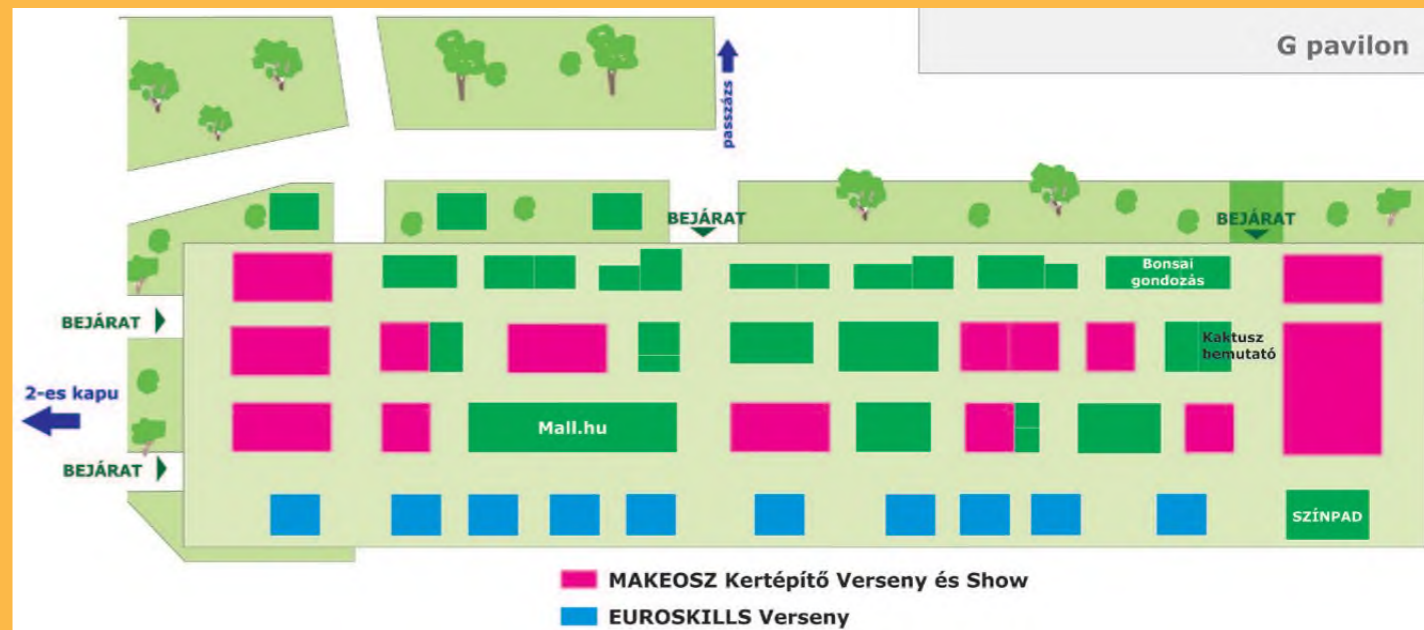 G pavilon
passzázs
BEJÁRAT
BEJÁRAT
Bonsai
gondozás
BEJÁRAT
Kaktusz
bemutató
2-es kapu
Mall.hu
BEJÁRAT
SZÍNPAD
MAKEOSZ Kertépítő Verseny és Show
EUROSKILLS Verseny